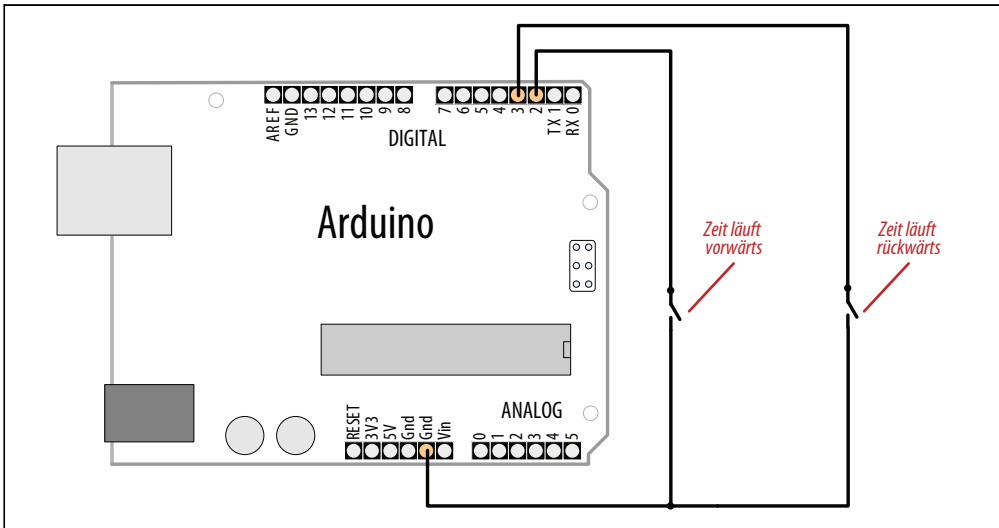 AREF
GND
13
12
11
10
9
8
7
6
5
4
3
2
TX 1
RX 0
DIGITAL
Arduino
Zeit läuft
vorwärts
Zeit läuft
rückwärts
RESET
3V3
5V
Gnd
Gnd
Vin
ANALOG
0
1
2
3
4
5